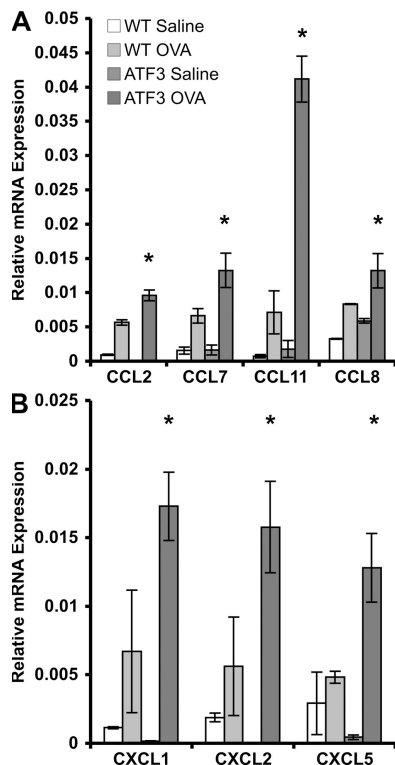 A
0.05
0.045
0.04
0.035
0.03
0.025
0.02
0.015
0.01
0.005
0
Relative mRNA Expression
WT Saline
WT OVA
ATF3 Saline
ATF3 OVA
*
*
*
*
CCL2 CCL7 CCL11 CCL8
B
0.025
0.02
0.015
0.01
0.005
0
Relative mRNA Expression
* * *
CXCL1 CXCL2 CXCL5